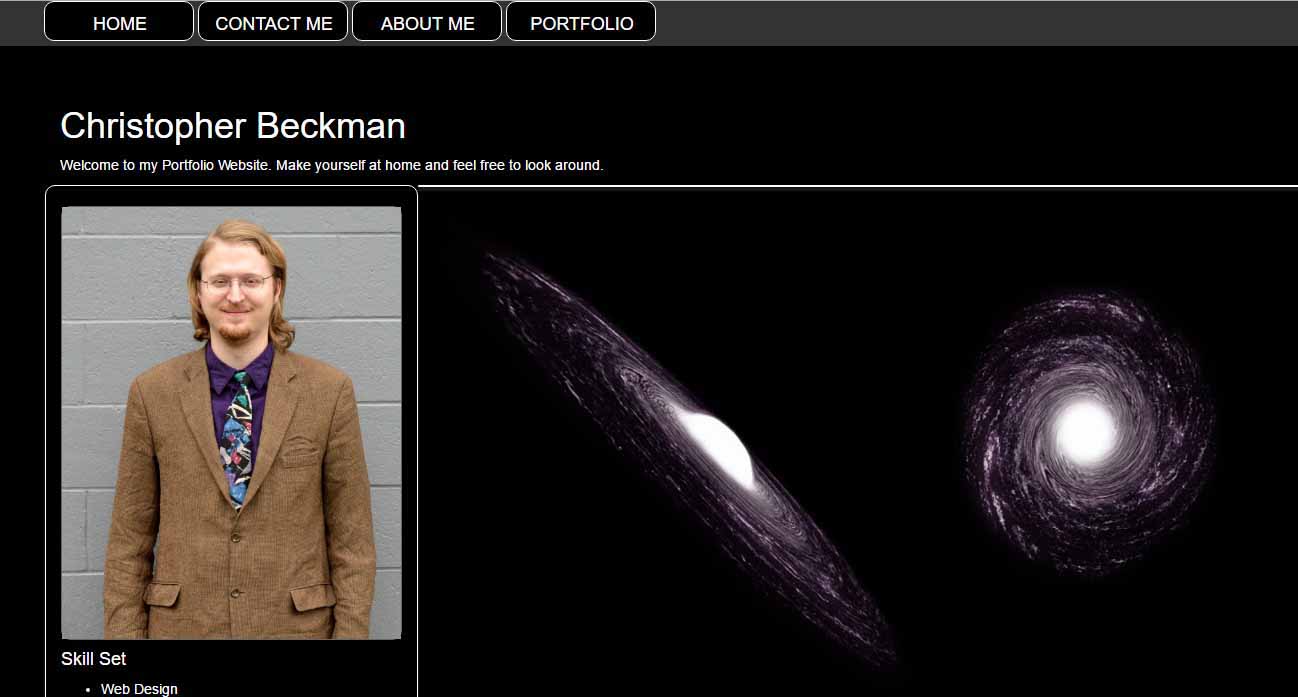 HOME CONTACT ME ABOUT ME PORTFOLIO
Christopher Beckman
Welcome to my Portfolio Website. Make yourself at home and feel free to look around.
Skill Set
• Web Design